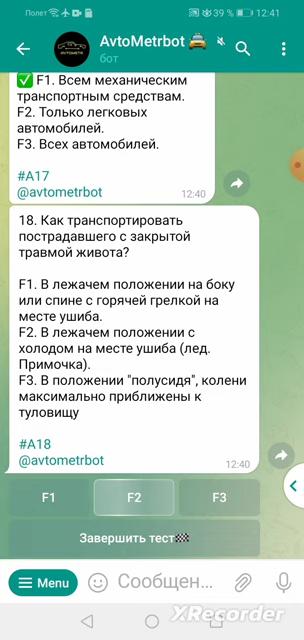 Полет
39 %
12:41
AvtoMetrbot 🚖
бот
AVTOMETR
✅ F1. Всем механическим
транспортным средствам.
F2. Только легковых
автомобилей.
F3. Всех автомобилей.
#A17
@avtometrbot
12:40
18. Как транспортировать
пострадавшего с закрытой
травмой живота?
F1. В лежачем положении на боку
или спине с горячей грелкой на
месте ушиба.
F2. В лежачем положении с
холодом на месте ушиба (лед.
Примочка).
F3. В положении "полусидя", колени
максимально приближены к
туловищу
#A18
@avtometrbot
12:40
F1 F2 F3
Завершить тест🏁
Menu
Сообщен...
XRecorder